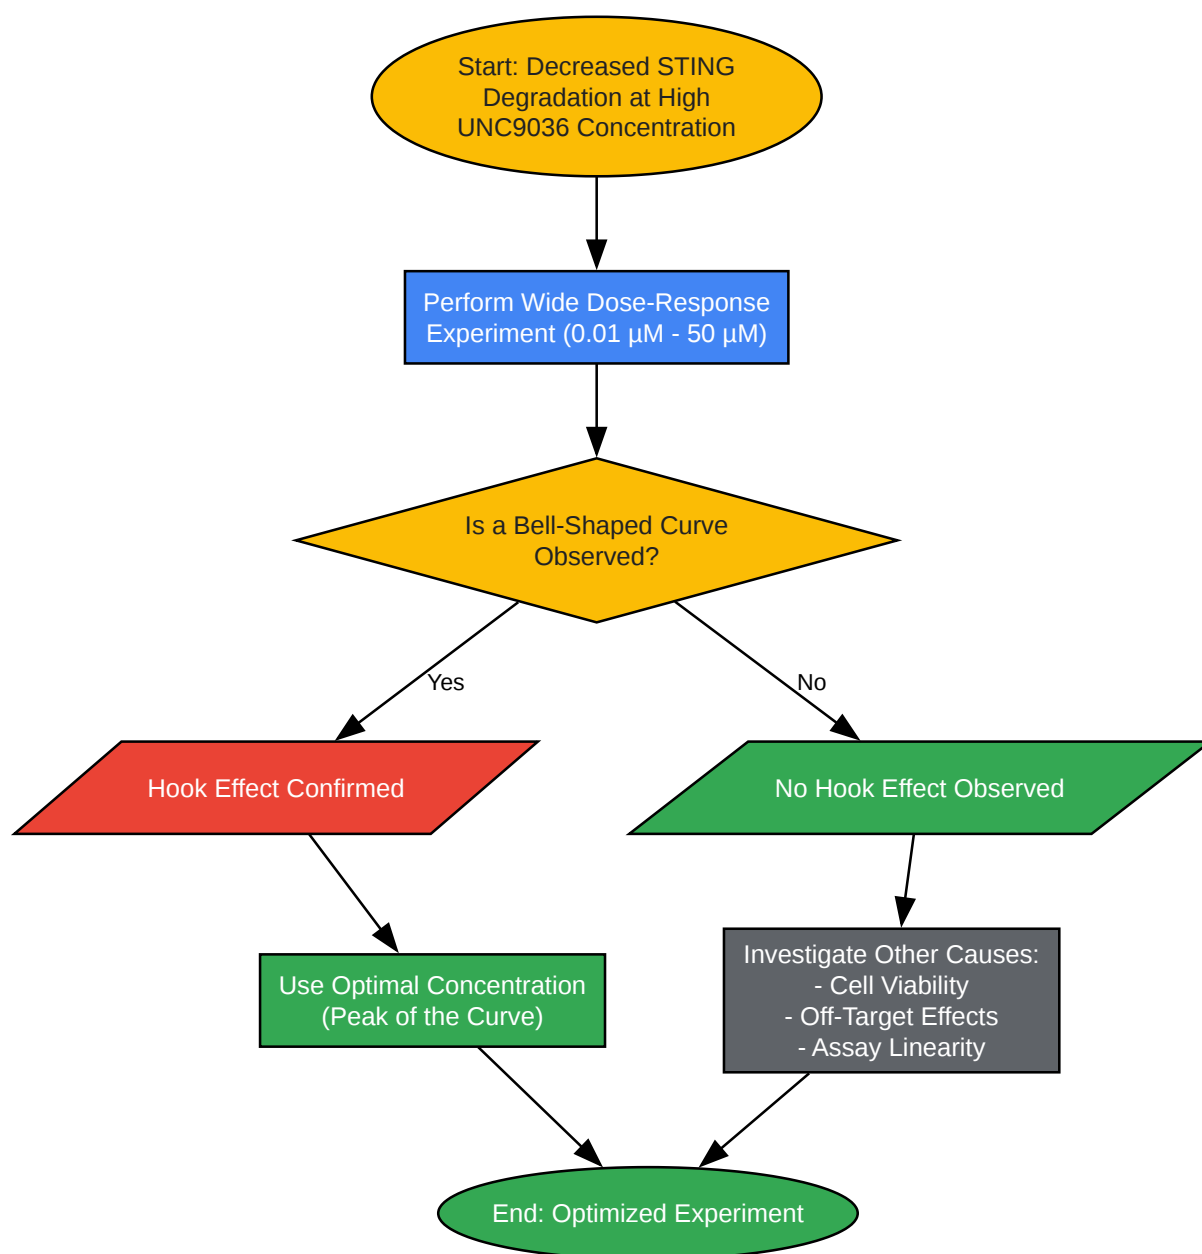 Start: Decreased STING
Degradation at High
UNC9036 Concentration
Perform Wide Dose-Response
Experiment (0.01 µM - 50 µM)
Is a Bell-Shaped Curve
Observed?
Yes
No
Hook Effect Confirmed
No Hook Effect Observed
Use Optimal Concentration
(Peak of the Curve)
Investigate Other Causes:
- Cell Viability
- Off-Target Effects
- Assay Linearity
End: Optimized Experiment